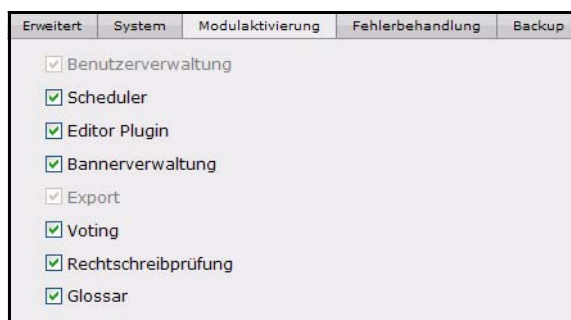 Erweitert System Modulaktivierung Fehlerbehandlung Backup
Benutzerverwaltung
Scheduler
Editor Plugin
Bannerverwaltung
Export
Voting
Rechtschreibprüfung
Glossar